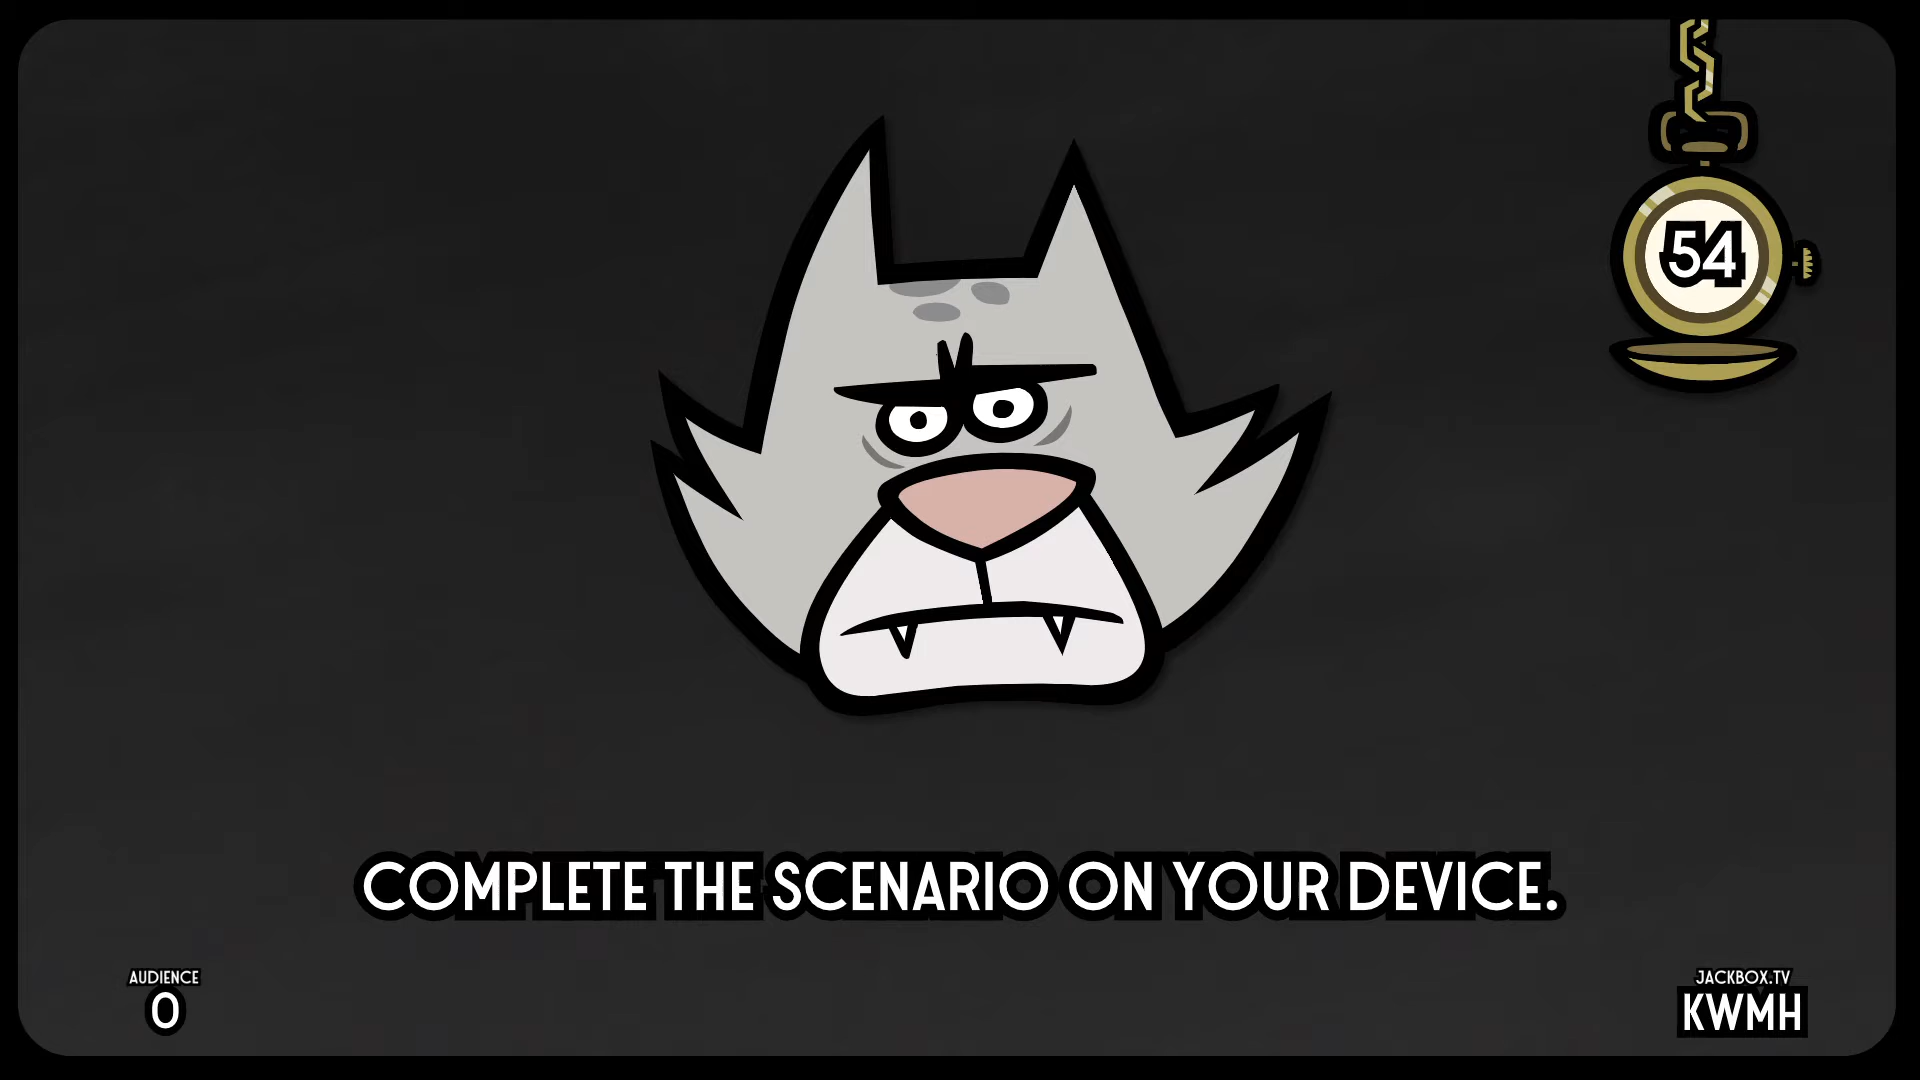 54
COMPLETE THE SCENARIO ON YOUR DEVICE.
AUDIENCE
0
JACKBOX.TV
KWMH